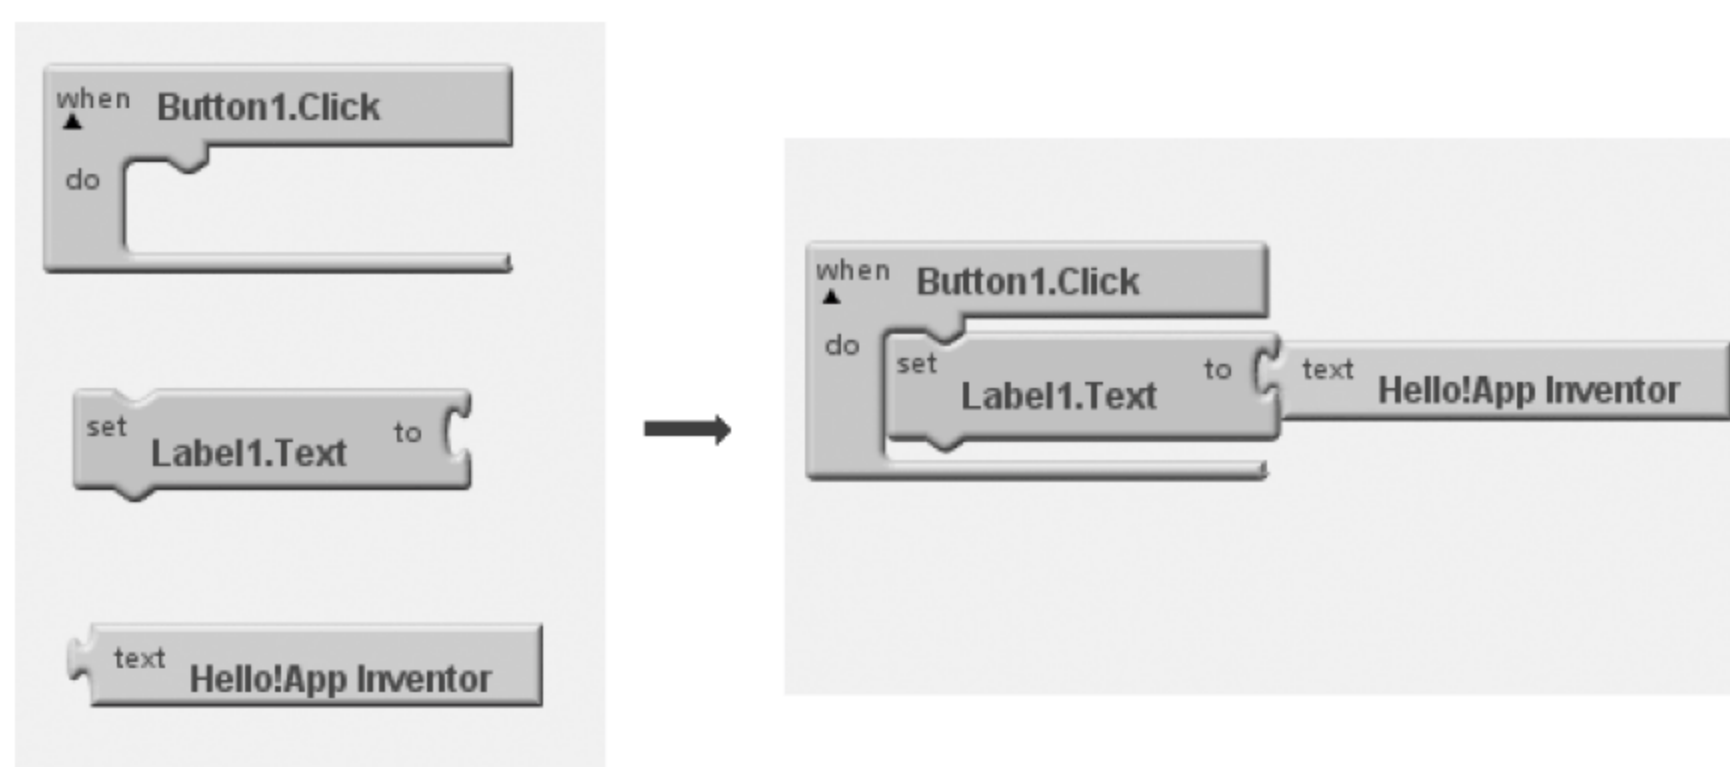 when Button1.Click
do
set Label1.Text to
text Hello!App Inventor
when Button1.Click
do set Label1.Text to text Hello!App Inventor